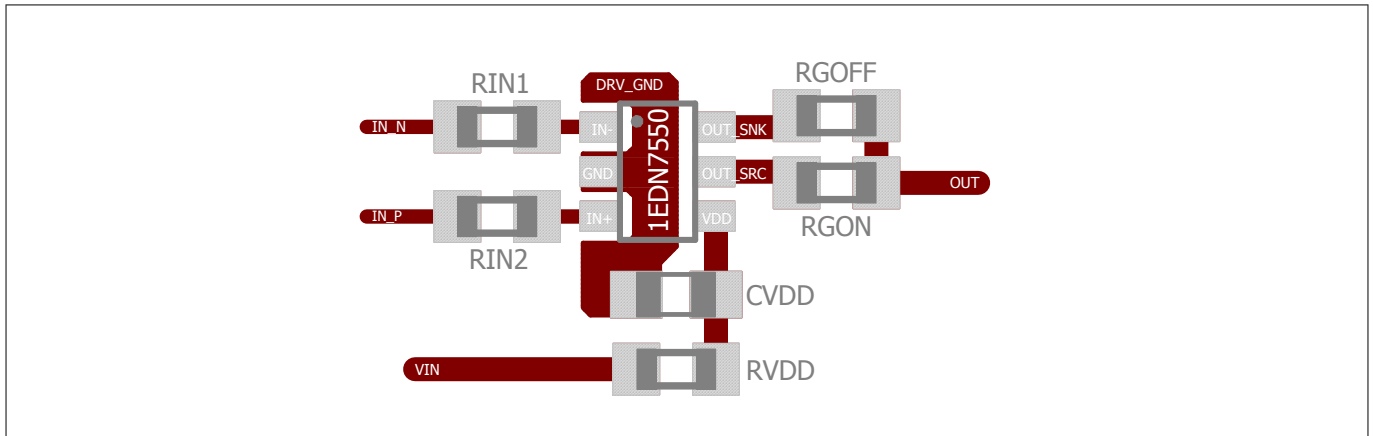 RGOFF
RIN1
DRV_GND
IN_N
IN-
OUT_SNK
1EDN7550
GND
OUT_SRC
OUT
IN_P
IN+
VDD
RGON
RIN2
CVDD
VIN
RVDD